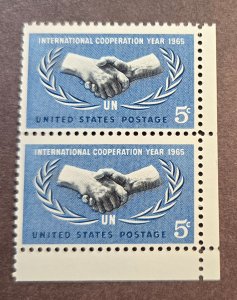 INTERNATIONAL COOPERATION YEAR 1965
UN
5¢
UNITED STATES POSTAGE
INTERNATIONAL COOPERATION YEAR 1965
UN
5¢
UNITED STATES POSTAGE